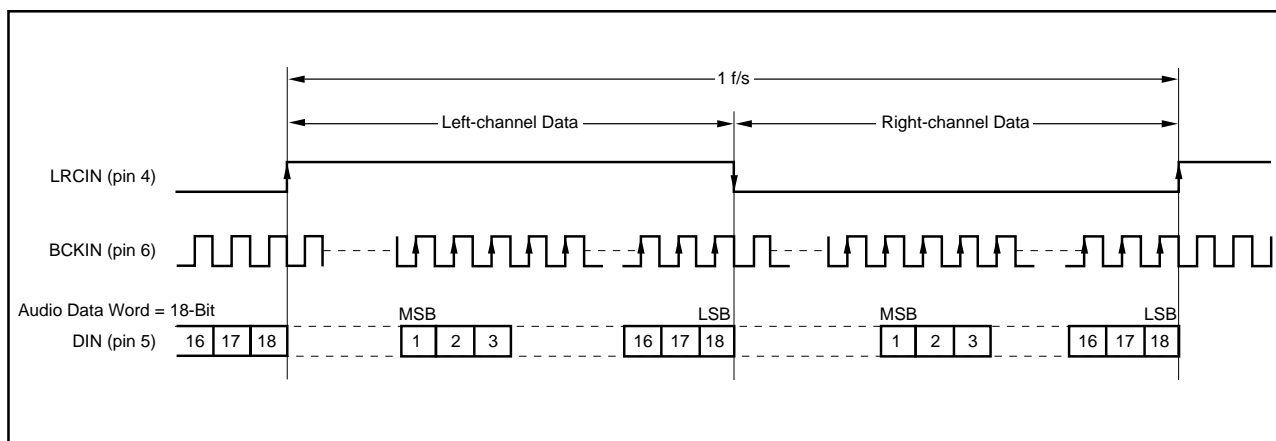 1 f/s
Left-channel Data Right-channel Data
LRCIN (pin 4)
BCKIN (pin 6)
Audio Data Word = 18-Bit MSB LSB MSB LSB
DIN (pin 5) 16 17 18 1 2 3 16 17 18 1 2 3 16 17 18